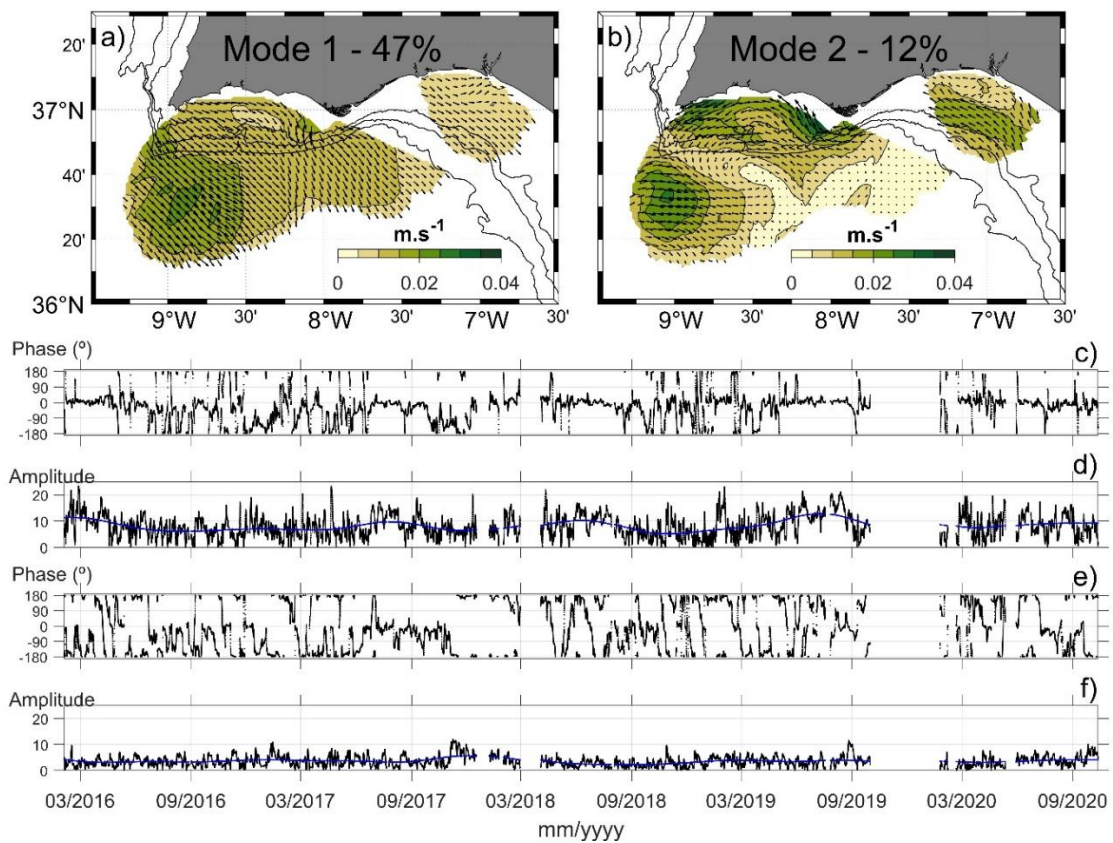 a) Mode 1 - 47%
20'
37°N
40'
20'
36°N
m.s-1
0 0.02 0.04
9°W 30' 8°W 30' 7°W 30'
b) Mode 2 - 12%
m.s-1
0 0.02 0.04
9°W 30' 8°W 30' 7°W 30'
Phase (º) c)
180
90
0
-90
-180
Amplitude d)
20
10
0
Phase (º) e)
180
90
0
-90
-180
Amplitude f)
20
10
0
03/2016 09/2016 03/2017 09/2017 03/2018 09/2018 03/2019 09/2019 03/2020 09/2020
mm/yyyy